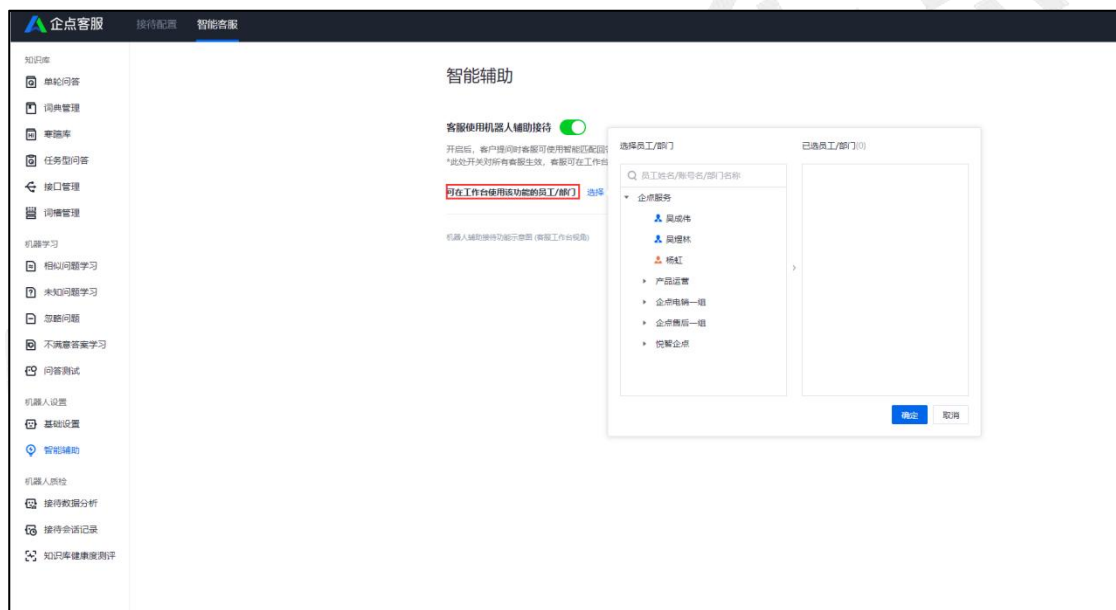 企点客服
接待配置
智能客服
知识库
单轮问答
词典管理
寒暄库
任务型问答
接口管理
词槽管理
机器学习
相似问题学习
未知问题学习
忽略问题
不满意答案学习
问答测试
机器人设置
基础设置
智能辅助
机器人质检
接待数据分析
接待会话记录
知识库健康度测评
智能辅助
客服使用机器人辅助接待
开启后，客户提问时客服可使用智能匹配回答
*此处开关对所有客服生效，客服可在工作台
可在工作台使用该功能的员工/部门 选择
机器人辅助接待功能示意图 (客服工作台视角)
选择员工/部门
员工姓名/账号名/部门名称
企点服务
吴成伟
吴煜林
杨虹
产品运营
企点电销一组
企点售后一组
悦智企点
已选员工/部门(0)
确定
取消